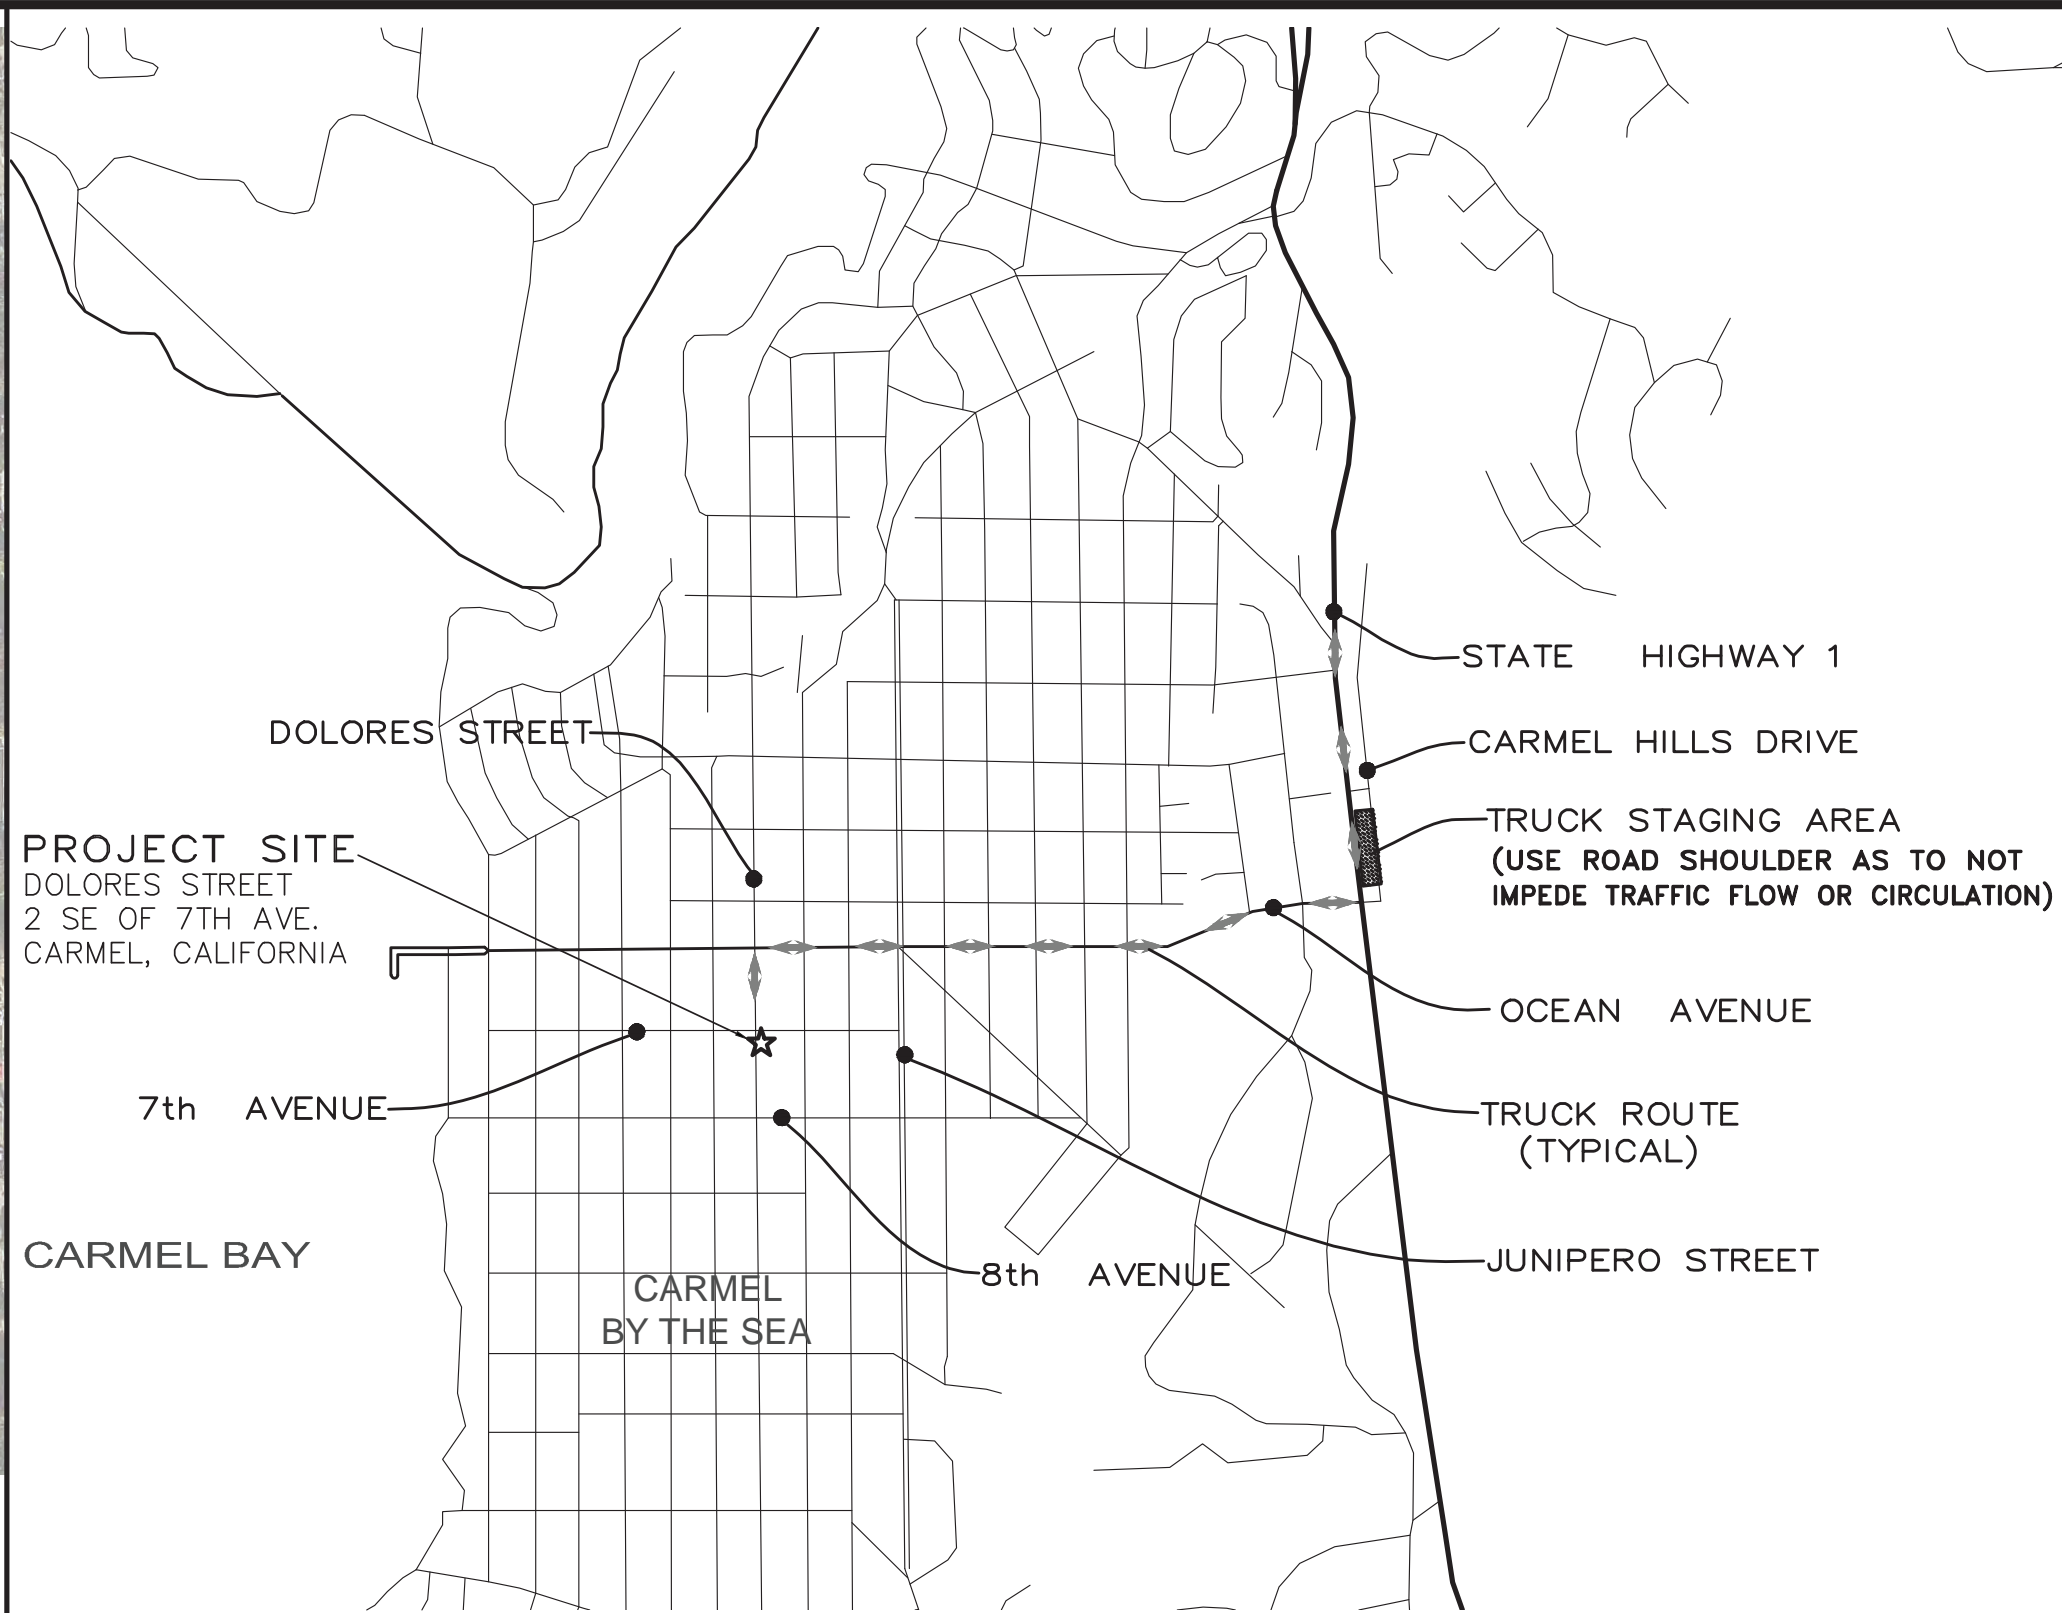 STATE HIGHWAY 1
DOLORES STREET
CARMEL HILLS DRIVE
TRUCK STAGING AREA
(USE ROAD SHOULDER AS TO NOT
IMPEDE TRAFFIC FLOW OR CIRCULATION)
PROJECT SITE
DOLORES STREET
2 SE OF 7TH AVE.
CARMEL, CALIFORNIA
OCEAN AVENUE
7th AVENUE
TRUCK ROUTE
(TYPICAL)
CARMEL BAY
JUNIPERO STREET
8th AVENUE
CARMEL
BY THE SEA